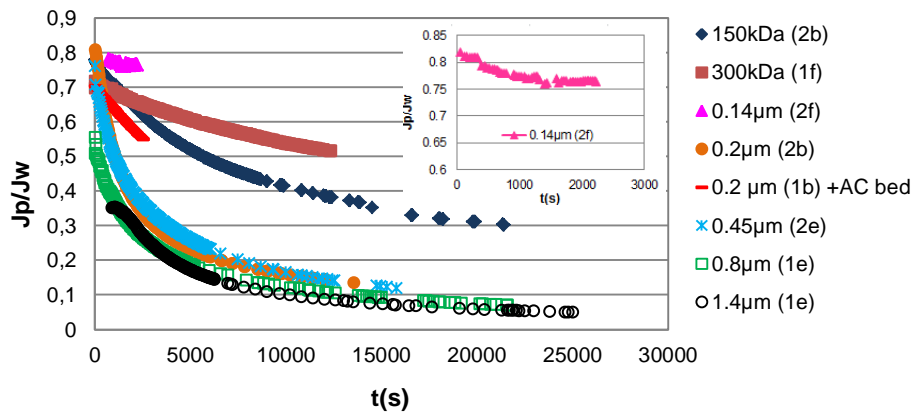 Jp/Jw
0,9
0,8
0,7
0,6
0,5
0,4
0,3
0,2
0,1
0
0 5000 10000 15000 20000 25000 30000
t(s)
Jp/Jw
0.85
0.8
0.75
0.7
0.65
0.6
0.14µm (2f)
0 1000 2000 3000
t(s)
150kDa (2b)
300kDa (1f)
0.14µm (2f)
0.2µm (2b)
0.2 µm (1b) +AC bed
0.45µm (2e)
0.8µm (1e)
1.4µm (1e)